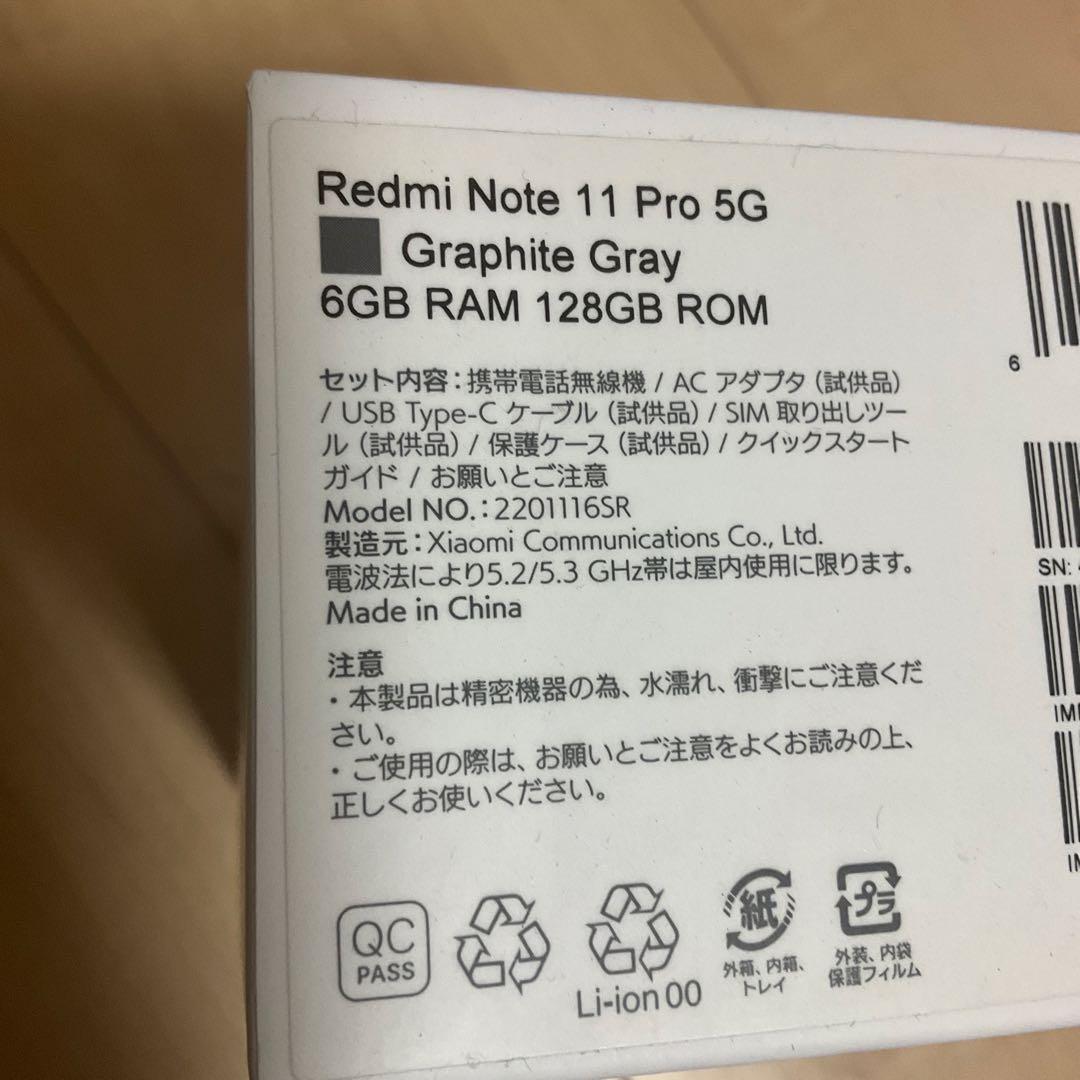 Redmi Note 11 Pro 5G
Graphite Gray
6GB RAM 128GB ROM
セット内容：携帯電話無線機 / AC アダプタ（試供品）
/ USB Type-C ケーブル（試供品）/ SIM 取り出しツー
ル（試供品）/ 保護ケース（試供品）/ クイックスタート
ガイド / お願いとご注意
Model NO.：2201116SR
製造元：Xiaomi Communications Co., Ltd.
電波法により5.2/5.3 GHz帯は屋内使用に限ります。
Made in China
注意
・本製品は精密機器の為、水濡れ、衝撃にご注意くだ
さい。
・ご使用の際は、お願いとご注意をよくお読みの上、
正しくお使いください。
6
SN:
QC
PASS
Li-ion 00
紙
外箱、内箱、
トレイ
プラ
外装、内袋
保護フィルム